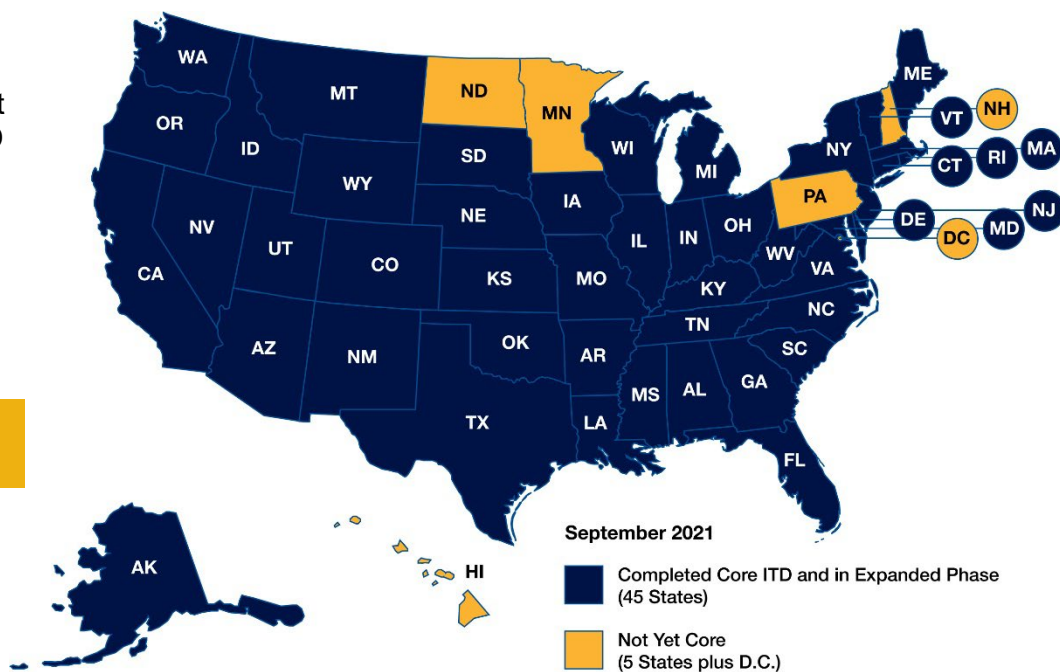 WA
MT
ND
MN
ME
OR
ID
SD
WI
MI
NY
VT
NH
WY
CT
RI
MA
NV
NE
IA
PA
NJ
UT
CO
IL
IN
OH
DE
MD
DC
CA
KS
MO
WV
VA
KY
AZ
NM
OK
AR
TN
NC
SC
MS
AL
GA
TX
LA
FL
AK
HI
September 2021
Completed Core ITD and in Expanded Phase
(45 States)
Not Yet Core
(5 States plus D.C.)